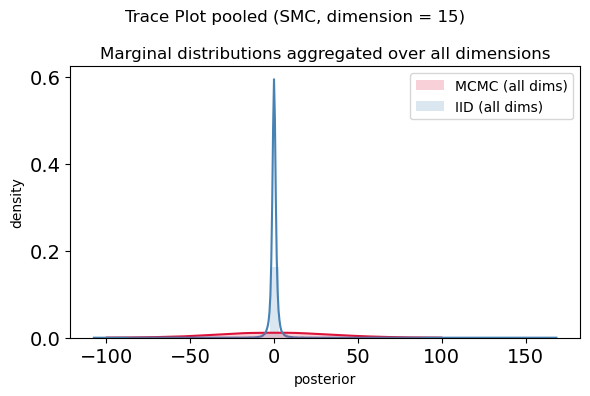 Trace Plot pooled (SMC, dimension = 15)
Marginal distributions aggregated over all dimensions
MCMC (all dims)
IID (all dims)
density
0.6
0.4
0.2
0.0
−100
−50
0
50
100
150
posterior